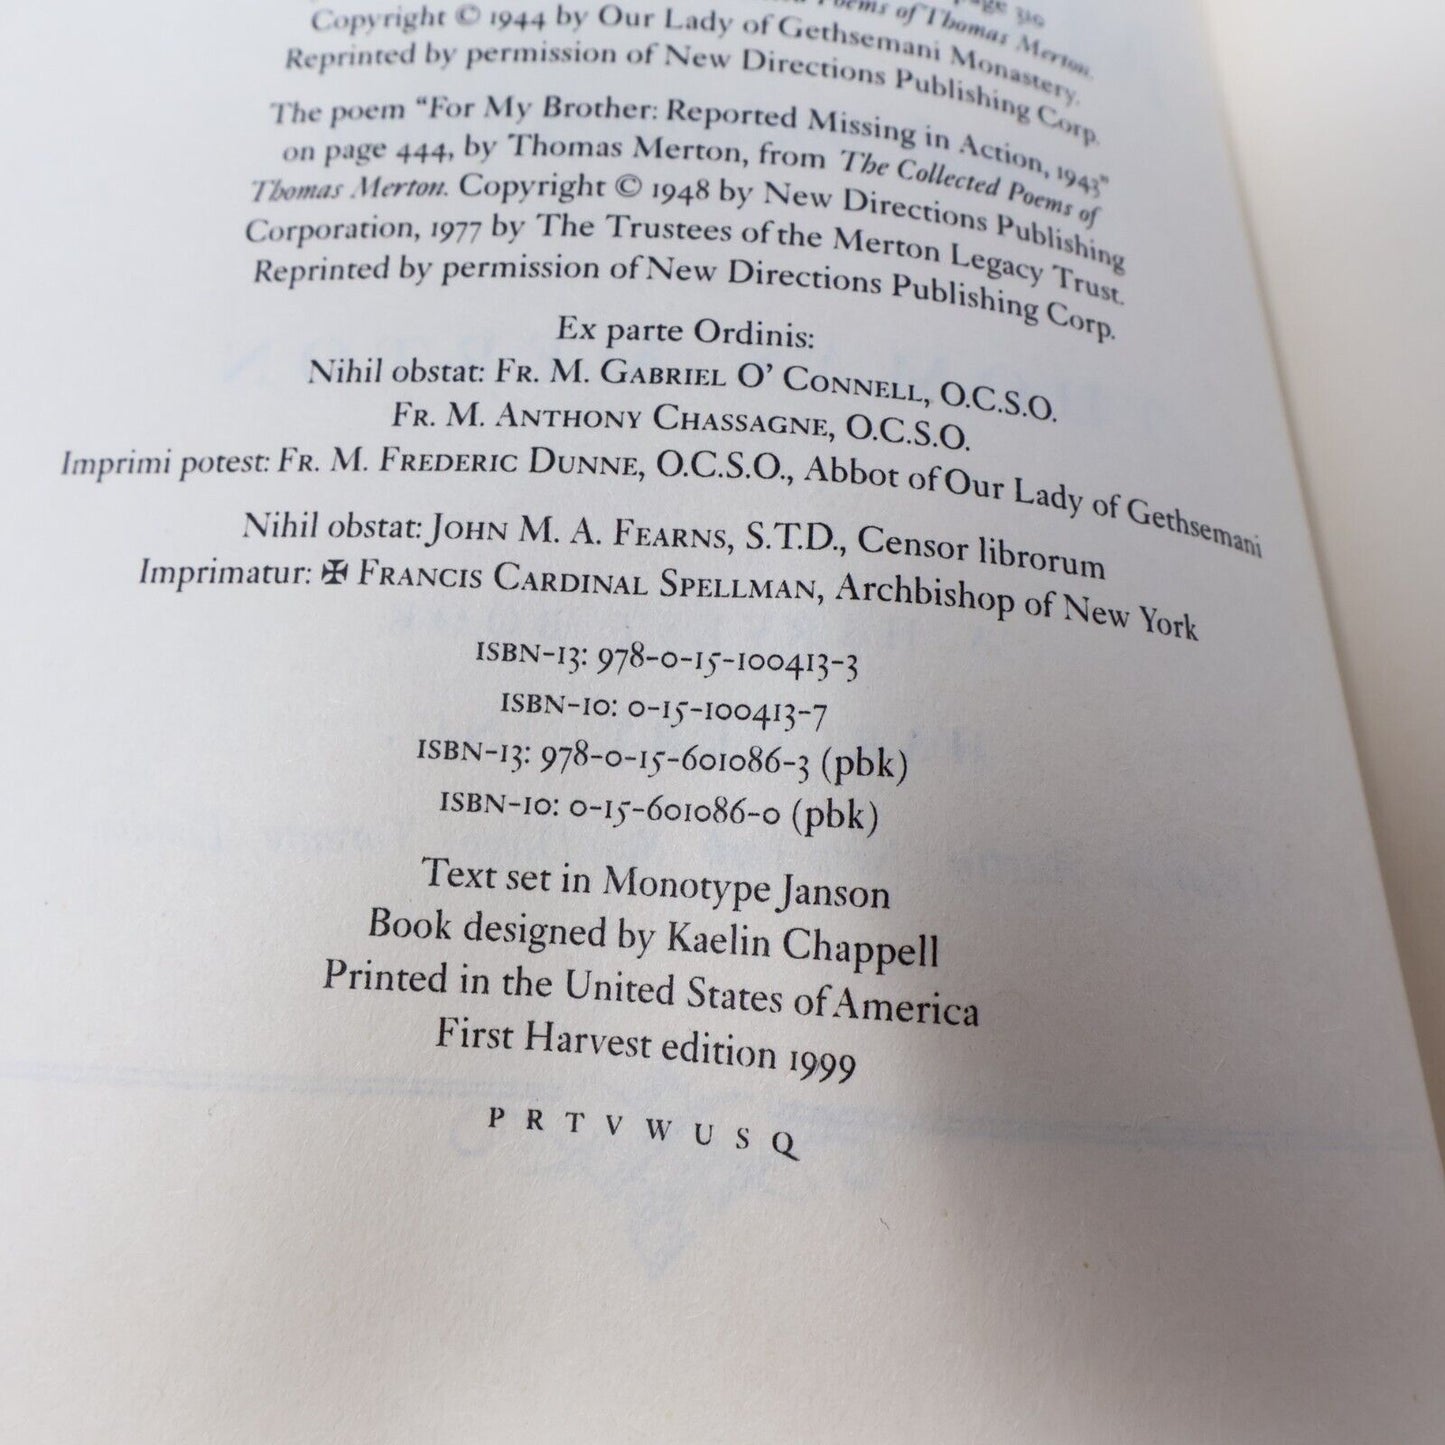 page 310
Poems of Thomas Merton.
Copyright © 1944 by Our Lady of Gethsemani Monastery.
Reprinted by permission of New Directions Publishing Corp.
The poem “For My Brother: Reported Missing in Action, 1943”
on page 444, by Thomas Merton, from The Collected Poems of
Thomas Merton. Copyright © 1948 by New Directions Publishing
Corporation, 1977 by The Trustees of the Merton Legacy Trust.
Reprinted by permission of New Directions Publishing Corp.
Ex parte Ordinis:
Nihil obstat: FR. M. GABRIEL O’ CONNELL, O.C.S.O.
FR. M. ANTHONY CHASSAGNE, O.C.S.O.
Imprimi potest: FR. M. FREDERIC DUNNE, O.C.S.O., Abbot of Our Lady of Gethsemani
Nihil obstat: JOHN M. A. FEARNS, S.T.D., Censor librorum
Imprimatur: ✠ FRANCIS CARDINAL SPELLMAN, Archbishop of New York
ISBN-13: 978-0-15-100413-3
ISBN-10: 0-15-100413-7
ISBN-13: 978-0-15-601086-3 (pbk)
ISBN-10: 0-15-601086-0 (pbk)
Text set in Monotype Janson
Book designed by Kaelin Chappell
Printed in the United States of America
First Harvest edition 1999
P R T V W U S Q